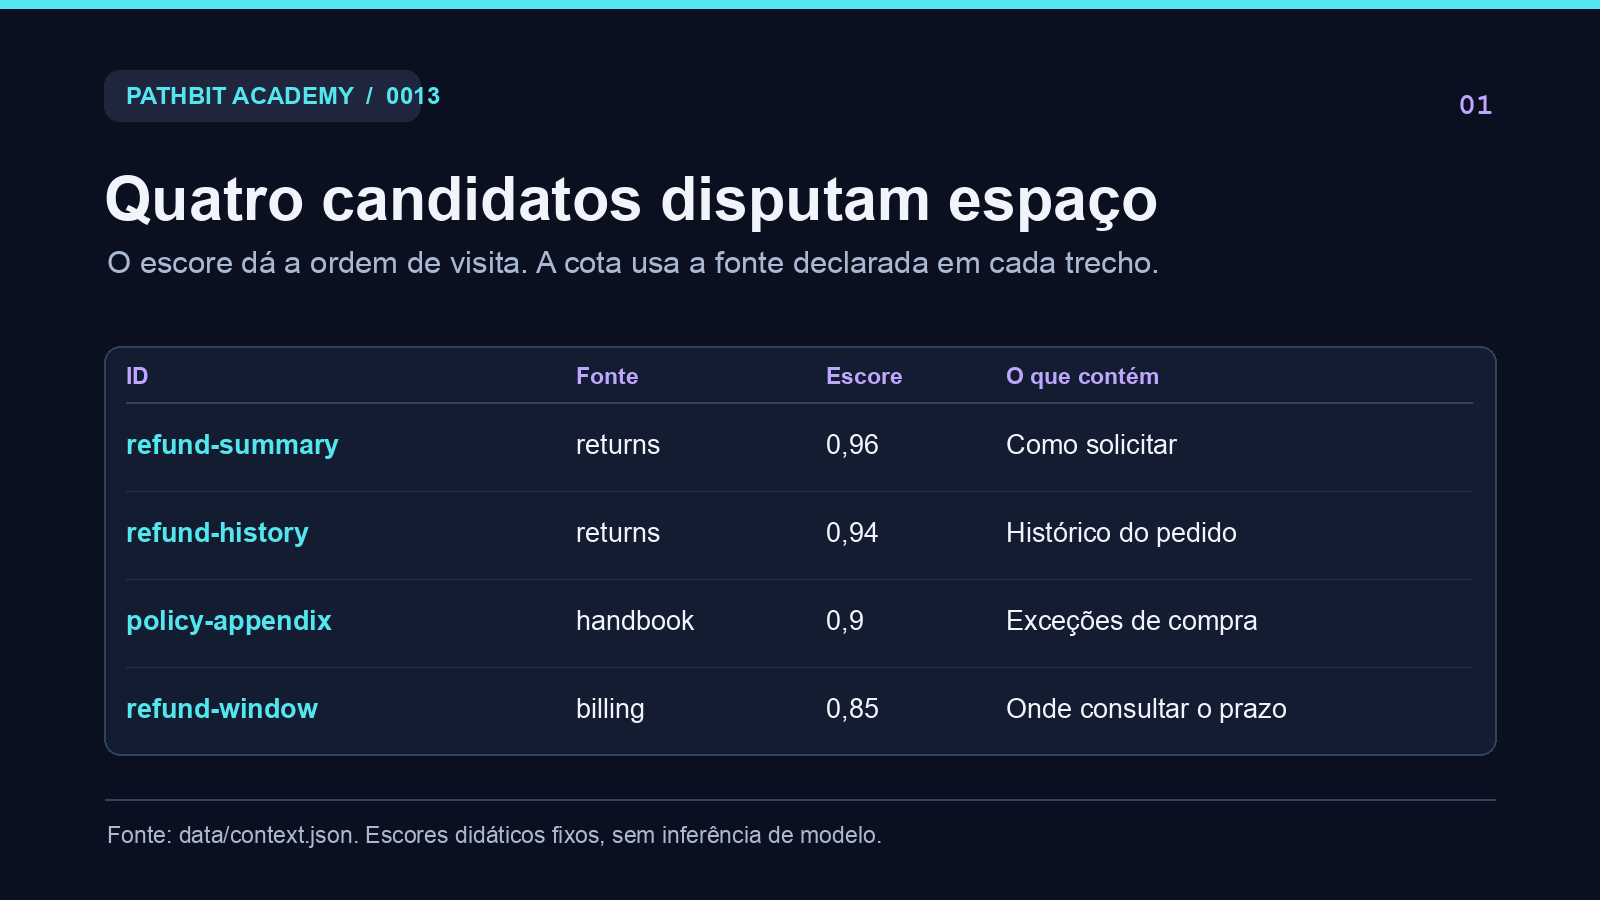 PATHBIT ACADEMY / 0013
01
Quatro candidatos disputam espaço
O escore dá a ordem de visita. A cota usa a fonte declarada em cada trecho.
ID Fonte Escore O que contém
refund-summary returns 0,96 Como solicitar
refund-history returns 0,94 Histórico do pedido
policy-appendix handbook 0,9 Exceções de compra
refund-window billing 0,85 Onde consultar o prazo
Fonte: data/context.json. Escores didáticos fixos, sem inferência de modelo.